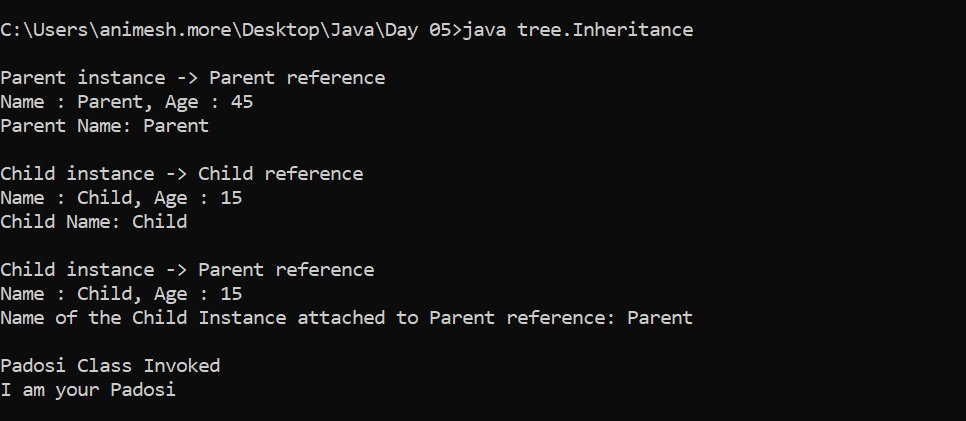 C:\Users\animesh.more\Desktop\Java\Day 05>java tree.Inheritance
Parent instance -> Parent reference
Name : Parent, Age : 45
Parent Name: Parent
Child instance -> Child reference
Name : Child, Age : 15
Child Name: Child
Child instance -> Parent reference
Name : Child, Age : 15
Name of the Child Instance attached to Parent reference: Parent
Padosi Class Invoked
I am your Padosi